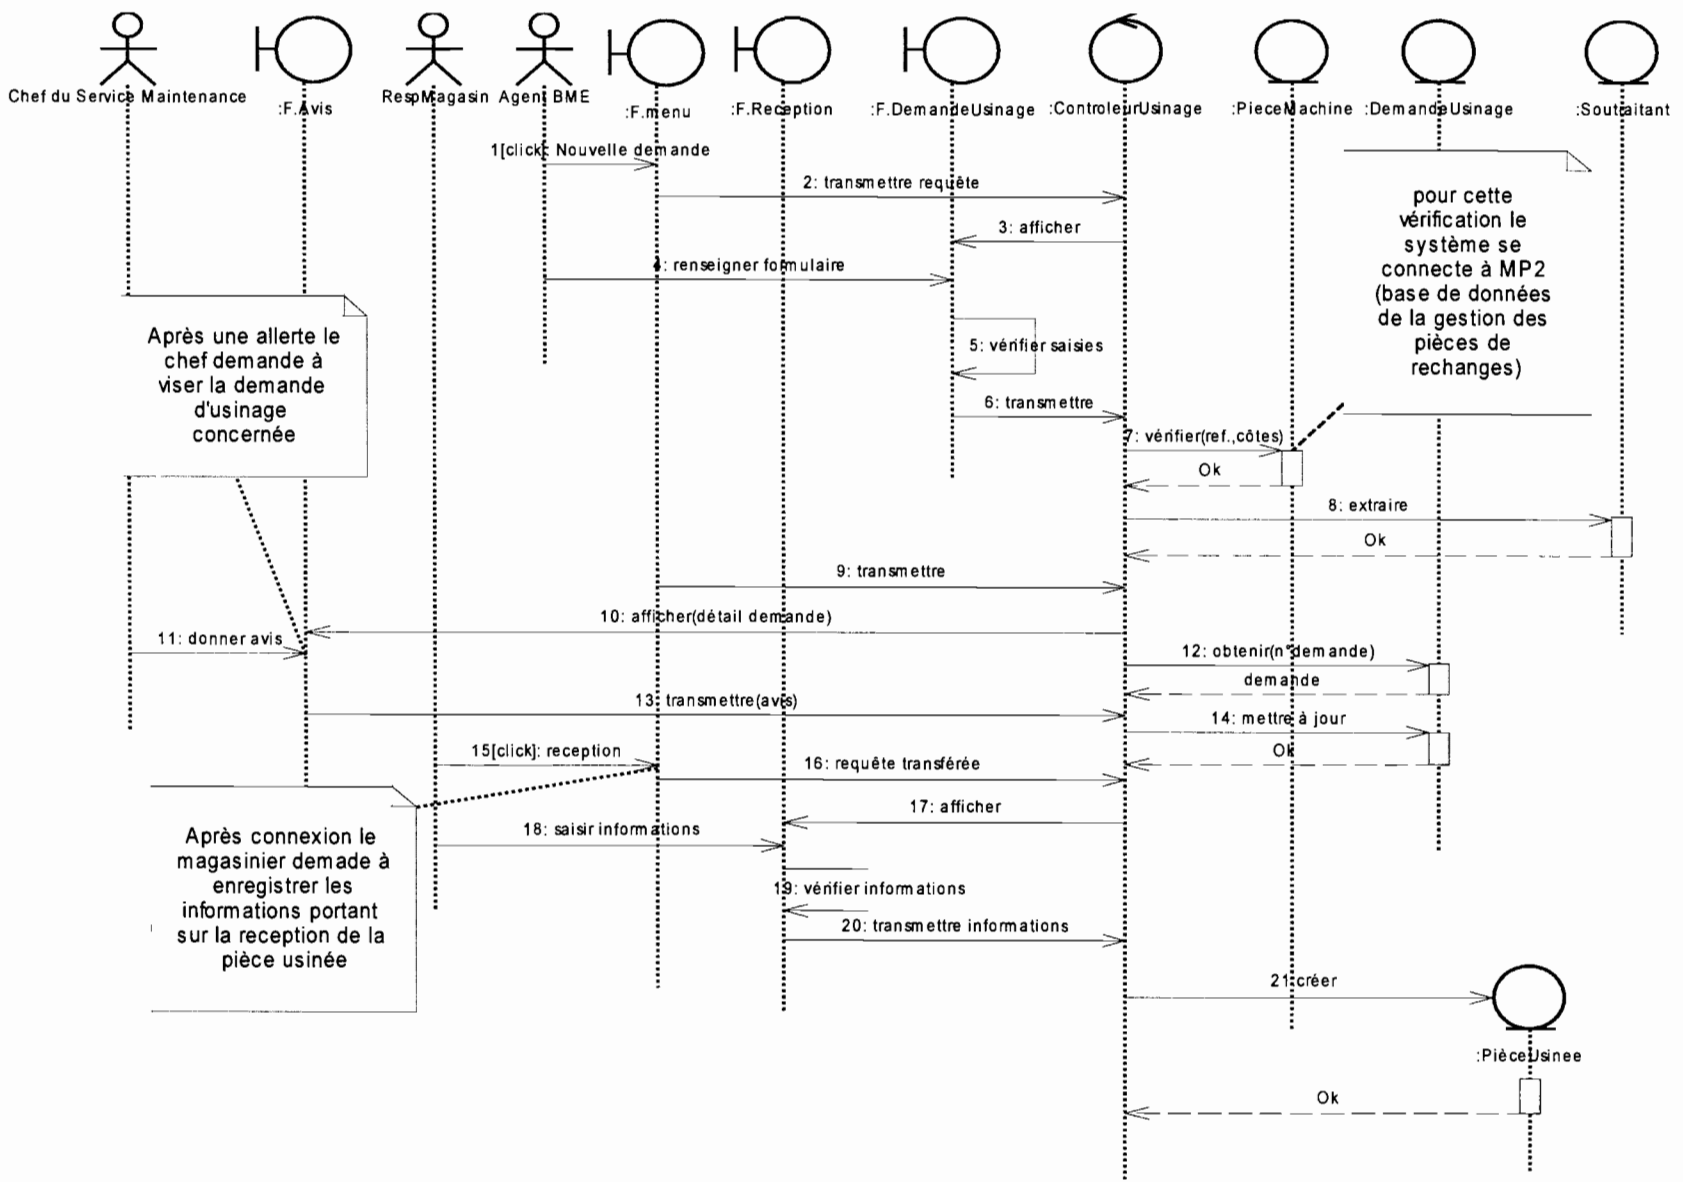 Chef du Service Maintenance
:F.Avis
RespMagasin
Agent BME
:F.menu
:F.Reception
:F.DemandeUsinage
:ControleurUsinage
:PieceMachine
:DemandeUsinage
:Soutraitant
1[click]: Nouvelle demande
2: transmettre requête
3: afficher
4: renseigner formulaire
pour cette
vérification le
système se
connecte à MP2
(base de données
de la gestion des
pièces de
rechanges)
Après une allerte le
chef demande à
viser la demande
d'usinage
concernée
5: vérifier saisies
6: transmettre
7: vérifier(ref.,côtes)
Ok
8: extraire
Ok
9: transmettre
10: afficher(détail demande)
11: donner avis
12: obtenir(n°demande)
demande
13: transmettre(avis)
14: mettre à jour
Ok
15[click]: reception
16: requête transférée
17: afficher
18: saisir informations
Après connexion le
magasinier demade à
enregistrer les
informations portant
sur la reception de la
pièce usinée
19: vérifier informations
20: transmettre informations
21:créer
:PièceUsinee
Ok